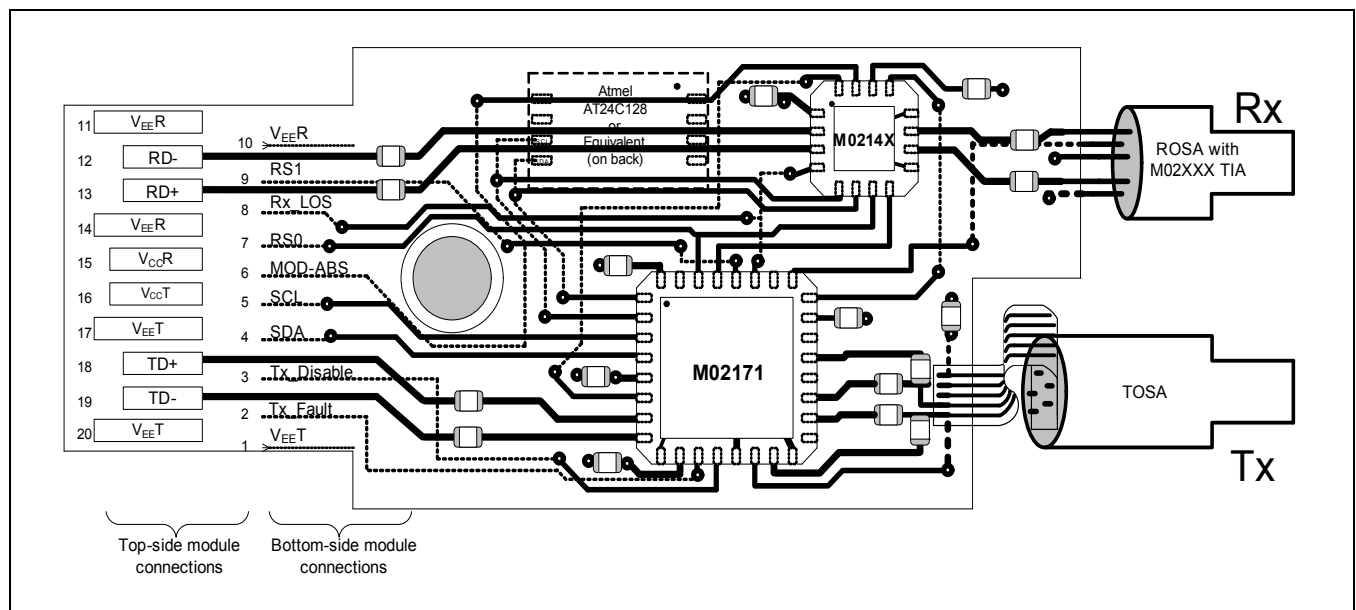 Atmel
AT24C128
or
Equivalent
(on back)
M0214X
Rx
ROSA with
M02XXX TIA
11 VEER
10 VEER
12 RD-
9 RS1
13 RD+
8 Rx_LOS
14 VEER
7 RS0
15 VCCR
6 MOD-ABS
16 VCCT
5 SCL
17 VEET
4 SDA
18 TD+
3 Tx_Disable
19 TD-
2 Tx_Fault
20 VEET
1 VEET
M02171
TOSA
Tx
Top-side module
connections
Bottom-side module
connections